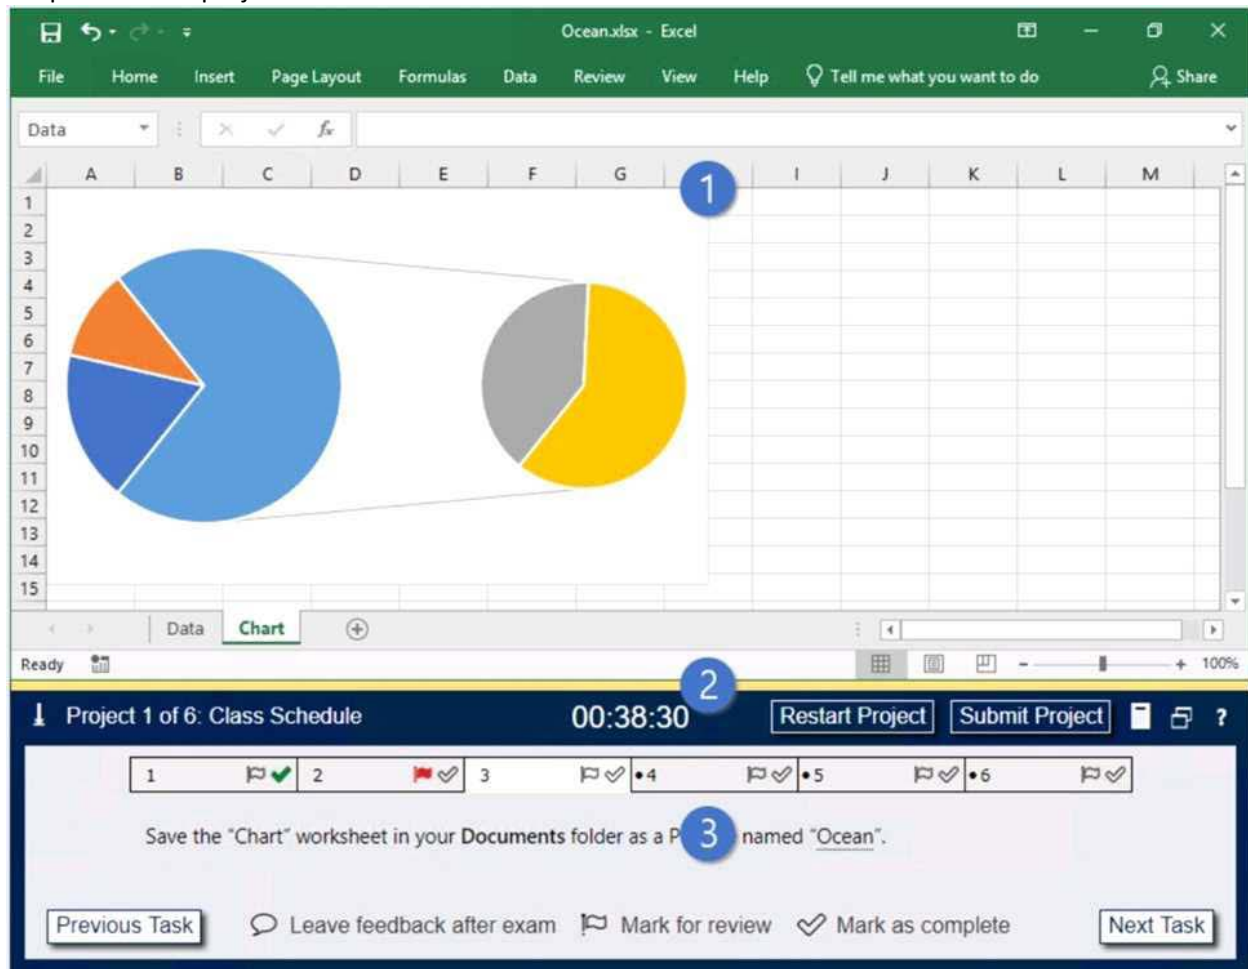 Ocean.xlsx - Excel
File Home Insert Page Layout Formulas Data Review View Help Tell me what you want to do Share
Data fx
A B C D E F G I J K L M
1
1
2
3
4
5
6
7
8
9
10
11
12
13
14
15
Data Chart
Ready 100%
2
Project 1 of 6: Class Schedule 00:38:30 Restart Project Submit Project ?
1 2 3 •4 •5 •6
Save the "Chart" worksheet in your Documents folder as a P 3 named "Ocean".
Previous Task Leave feedback after exam Mark for review Mark as complete Next Task